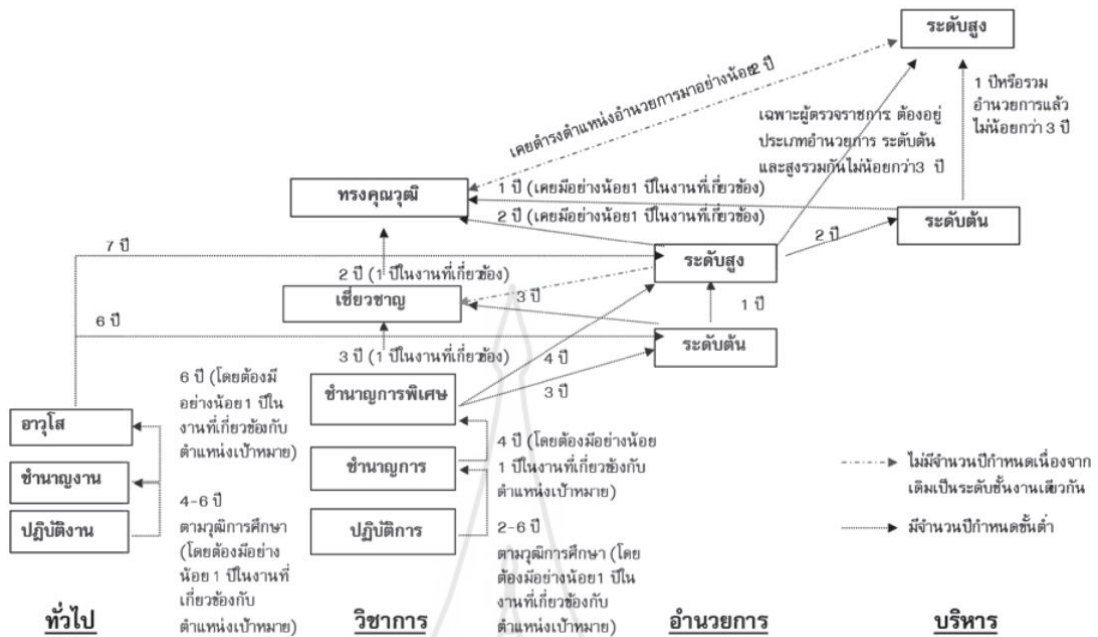 ระดับสูง
เคยดำรงตำแหน่งอำนวยการมาอย่างน้อย 2 ปี
1 ปีหรือรวม
อำนวยการแล้ว
ไม่น้อยกว่า 3 ปี
เฉพาะผู้ตรวจราชการ ต้องอยู่
ประเภทอำนวยการ ระดับต้น
และสูงรวมกันไม่น้อยกว่า3 ปี
ทรงคุณวุฒิ
1 ปี (เคยมีอย่างน้อย1 ปีในงานที่เกี่ยวข้อง)
2 ปี (เคยมีอย่างน้อย1 ปีในงานที่เกี่ยวข้อง)
ระดับต้น
2 ปี
7 ปี
ระดับสูง
2 ปี (1 ปีในงานที่เกี่ยวข้อง)
เชี่ยวชาญ
3 ปี
1 ปี
6 ปี
ระดับต้น
3 ปี (1 ปีในงานที่เกี่ยวข้อง)
4 ปี
3 ปี
6 ปี (โดยต้องมี
อย่างน้อย1 ปีใน
งานที่เกี่ยวข้องกับ
ตำแหน่งเป้าหมาย)
ชำนาญการพิเศษ
อาวุโส
4 ปี (โดยต้องมีอย่างน้อย
1 ปีในงานที่เกี่ยวข้องกับ
ตำแหน่งเป้าหมาย)
ชำนาญการ
ชำนาญงาน
ไม่มีจำนวนปีกำหนดเนื่องจาก
เดิมเป็นระดับชั้นงานเดียวกัน
4-6 ปี
ตามวุฒิการศึกษา
(โดยต้องมีอย่าง
น้อย 1 ปีในงานที่
เกี่ยวข้องกับ
ตำแหน่งเป้าหมาย)
ปฏิบัติงาน
ปฏิบัติการ
2-6 ปี
ตามวุฒิการศึกษา (โดย
ต้องมีอย่างน้อย1 ปีใน
งานที่เกี่ยวข้องกับ
ตำแหน่งเป้าหมาย)
มีจำนวนปีกำหนดขั้นต่ำ
ทั่วไป
วิชาการ
อำนวยการ
บริหาร